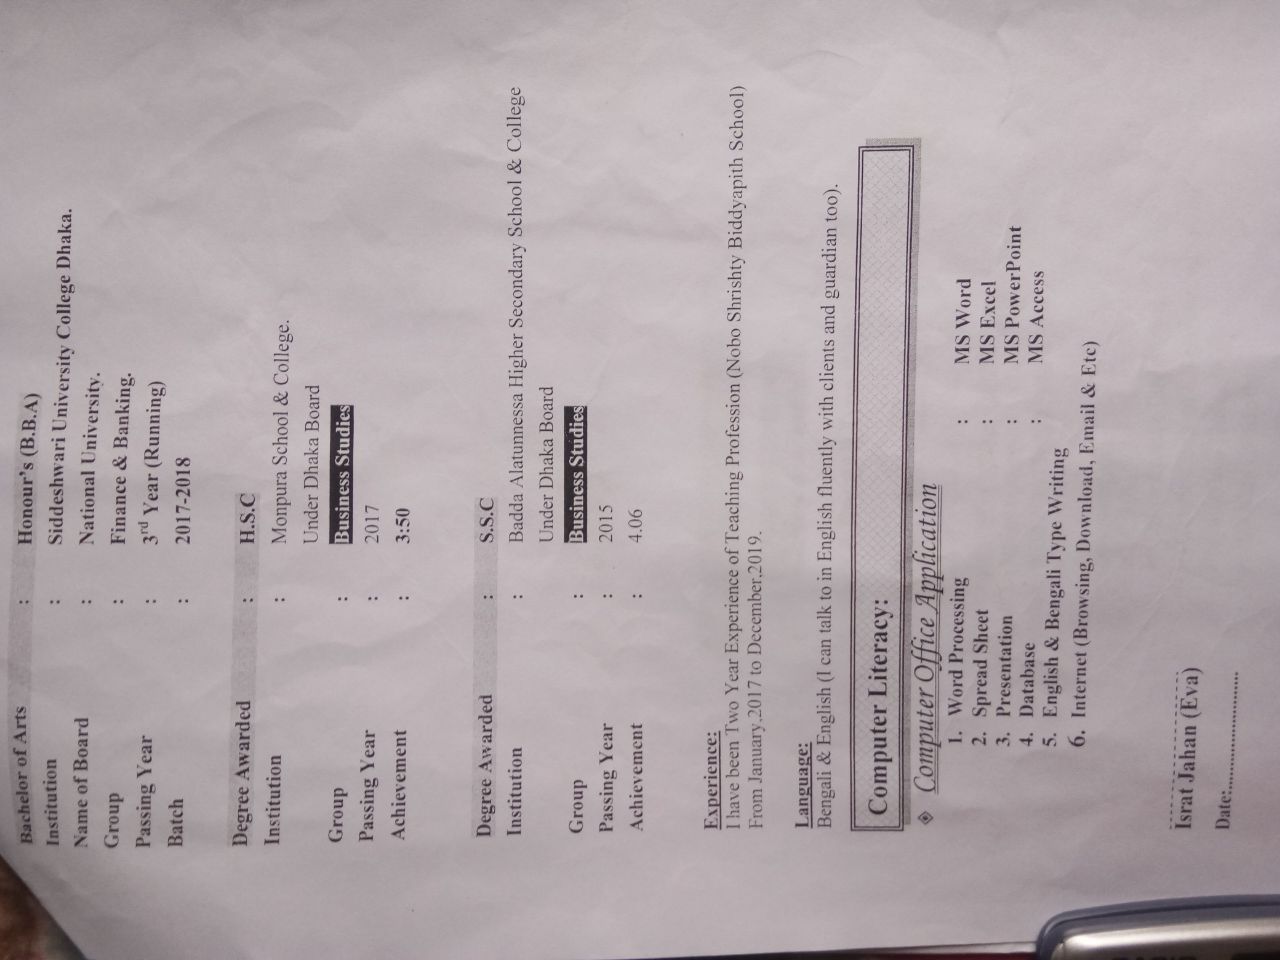 Bachelor of Arts : Honour's (B.B.A)
Institution : Siddeshwari University College Dhaka.
Name of Board : National University.
Group : Finance & Banking.
Passing Year : 3rd Year (Running)
Batch : 2017-2018
Degree Awarded : H.S.C
Institution : Monpura School & College.
Under Dhaka Board
Group : Business Studies
Passing Year : 2017
Achievement : 3:50
Degree Awarded : S.S.C
Institution : Badda Alatunnessa Higher Secondary School & College
Under Dhaka Board
Group : Business Studies
Passing Year : 2015
Achievement : 4.06
Experience:
I have been Two Year Experience of Teaching Profession (Nobo Shrishty Biddyapith School)
From January,2017 to December,2019.
Language:
Bengali & English (I can talk to in English fluently with clients and guardian too).
Computer Literacy:
Computer Office Application
1. Word Processing : MS Word
2. Spread Sheet : MS Excel
3. Presentation : MS PowerPoint
4. Database : MS Access
5. English & Bengali Type Writing
6. Internet (Browsing, Download, Email & Etc)
Israt Jahan (Eva)
Date:..........................